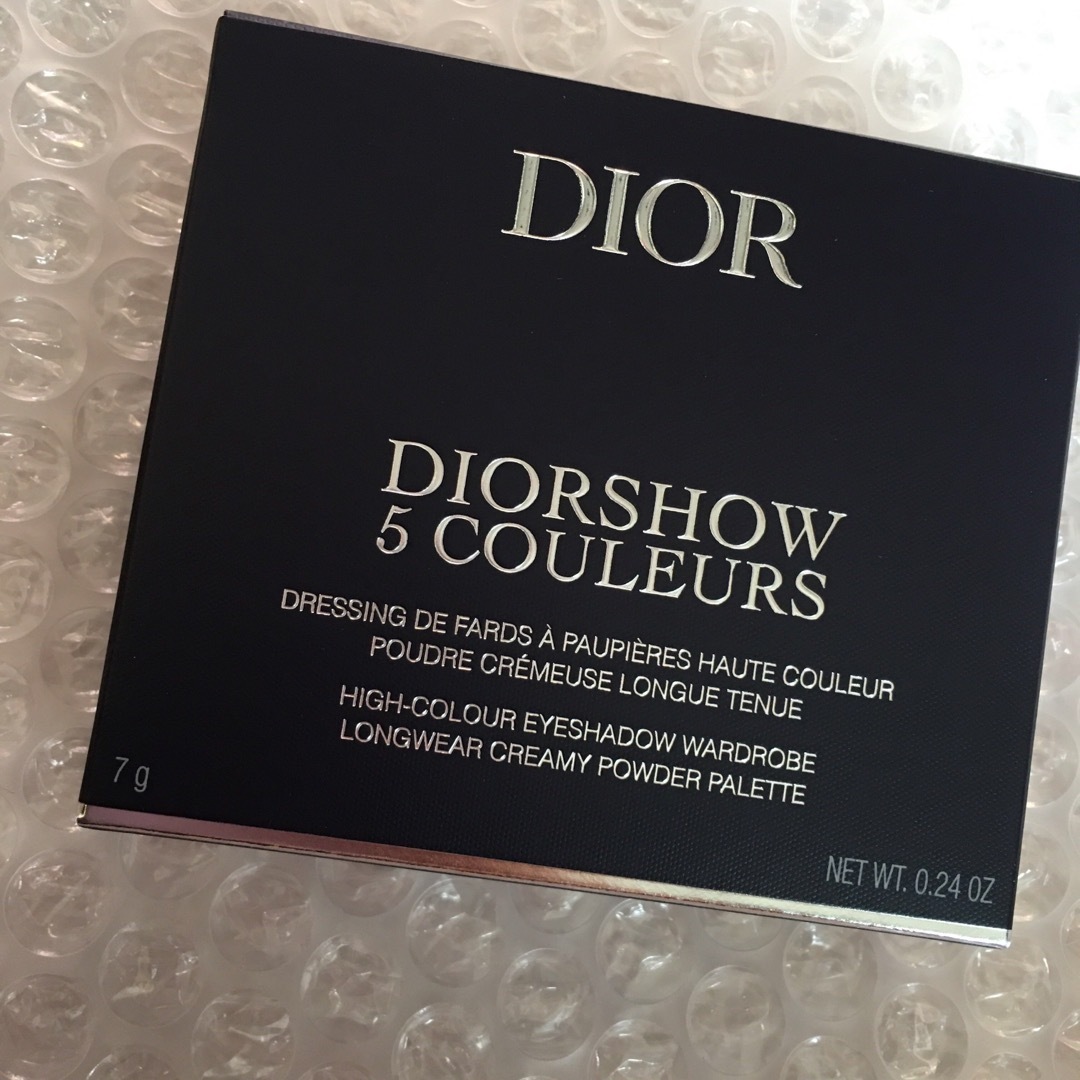 DIOR
DIORSHOW
5 COULEURS
DRESSING DE FARDS À PAUPIÈRES HAUTE COULEUR
POUDRE CRÉMEUSE LONGUE TENUE
HIGH-COLOUR EYESHADOW WARDROBE
LONGWEAR CREAMY POWDER PALETTE
7 g
NET WT. 0.24 OZ